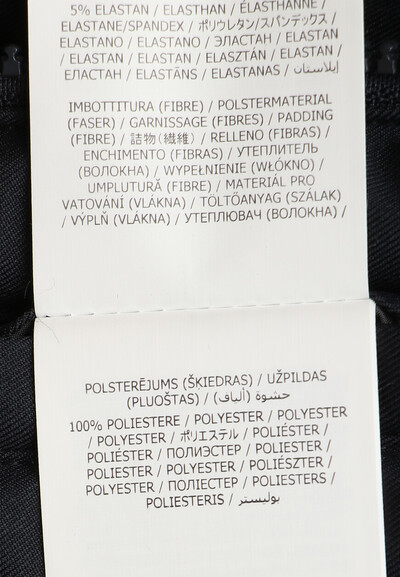 5% ELASTAN / ELASTHAN / ÉLASTHANNE /
ELASTANE/SPANDEX / ポリウレタン/スパンデックス /
ELASTANO / ELASTANO / ЭЛАСТАН / ELASTAN
/ ELASTAN / ELASTAN / ELASZTÁN / ELASTAN /
ЕЛАСТАН / ELASTĀNS / ELASTANAS / إيلاستان
IMBOTTITURA (FIBRE) / POLSTERMATERIAL
(FASER) / GARNISSAGE (FIBRES) / PADDING
(FIBRE) / 詰物(繊維) / RELLENO (FIBRAS) /
ENCHIMENTO (FIBRAS) / УТЕПЛИТЕЛЬ
(ВОЛОКНА) / WYPEŁNIENIE (WŁÓKNO) /
UMPLUTURĂ (FIBRE) / MATERIÁL PRO
VATOVÁNÍ (VLÁKNA) / TÖLTŐANYAG (SZÁLAK)
/ VÝPLŇ (VLÁKNA) / УТЕПЛЮВАЧ (ВОЛОКНА) /
POLSTERĒJUMS (ŠKIEDRAS) / UŽPILDAS
(PLUOŠTAS) / حشوة (ألياف)
100% POLIESTERE / POLYESTER / POLYESTER
/ POLYESTER / ポリエステル / POLIÉSTER /
POLIÉSTER / ПОЛИЭСТЕР / POLIESTER /
POLIESTER / POLYESTER / POLIÉSZTER /
POLYESTER / ПОЛІЕСТЕР / POLIESTERS /
POLIESTERIS / بوليستر